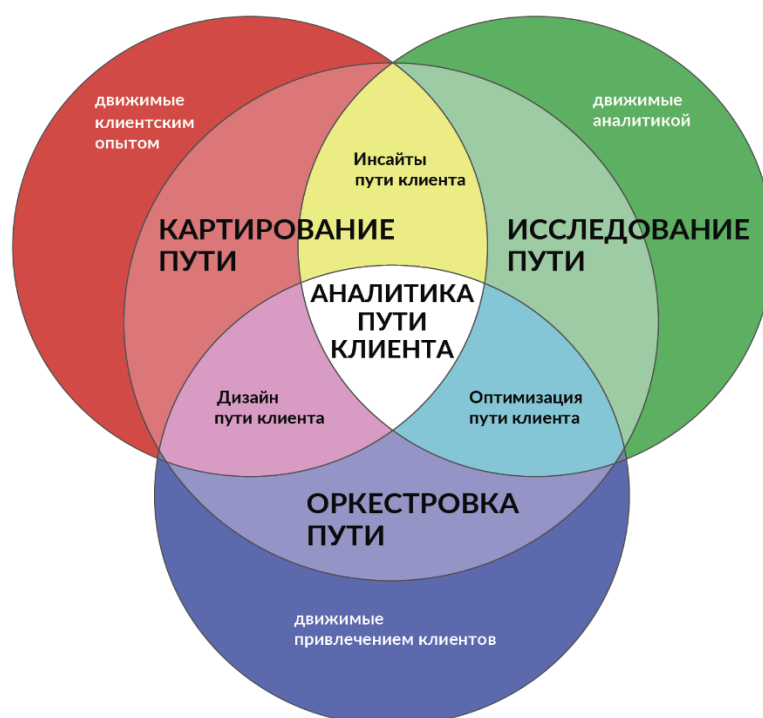 движимые
клиентским
опытом
движимые
аналитикой
Инсайты
пути клиента
КАРТИРОВАНИЕ
ПУТИ
ИССЛЕДОВАНИЕ
ПУТИ
АНАЛИТИКА
ПУТИ
КЛИЕНТА
Дизайн
пути клиента
Оптимизация
пути клиента
ОРКЕСТРОВКА
ПУТИ
движимые
привлечением клиентов